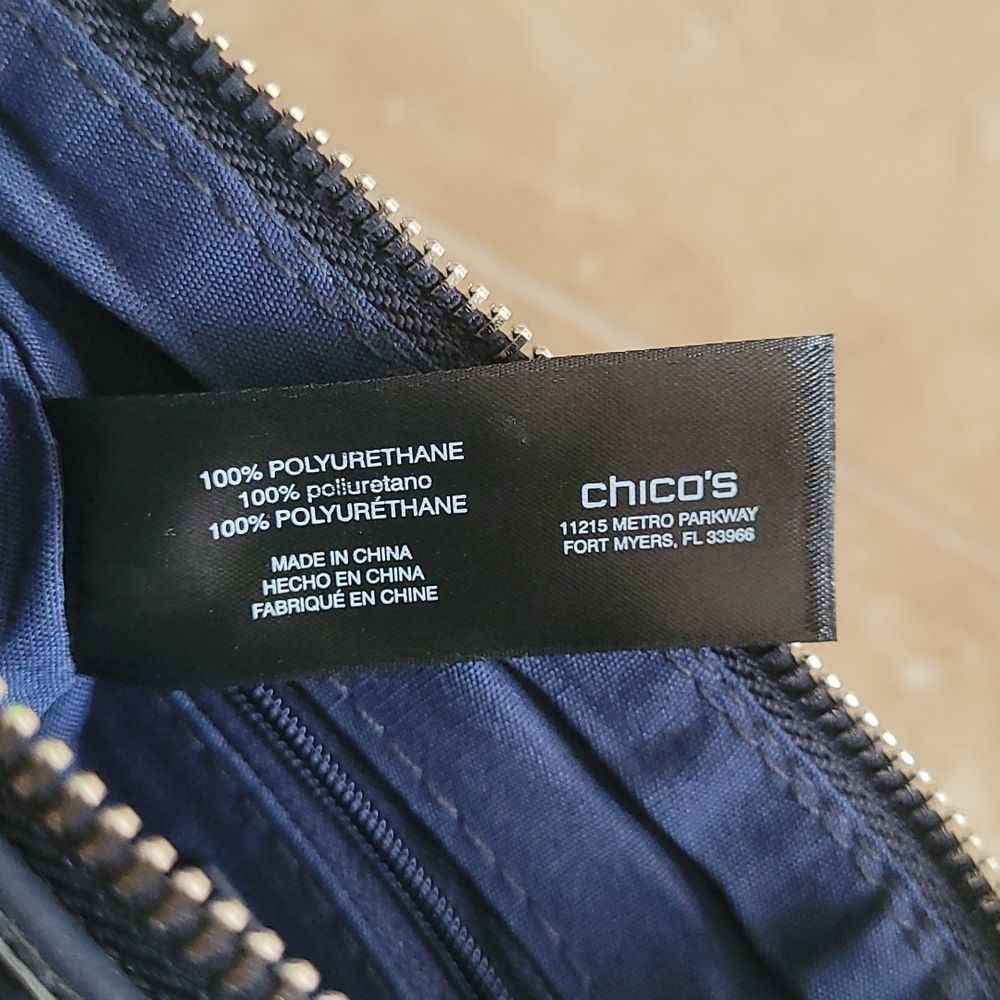 100% POLYURETHANE
100% poliuretano
100% POLYURÉTHANE
MADE IN CHINA
HECHO EN CHINA
FABRIQUÉ EN CHINE
chico's
11215 METRO PARKWAY
FORT MYERS, FL 33966